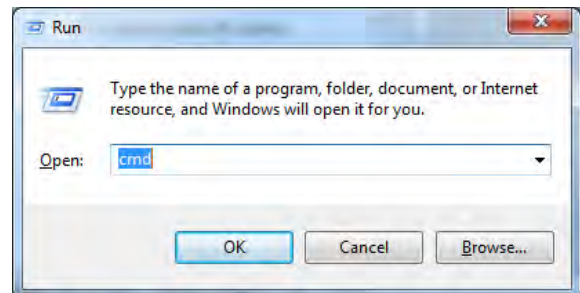 Run
Type the name of a program, folder, document, or Internet
resource, and Windows will open it for you.
Open: cmd
OK Cancel Browse...